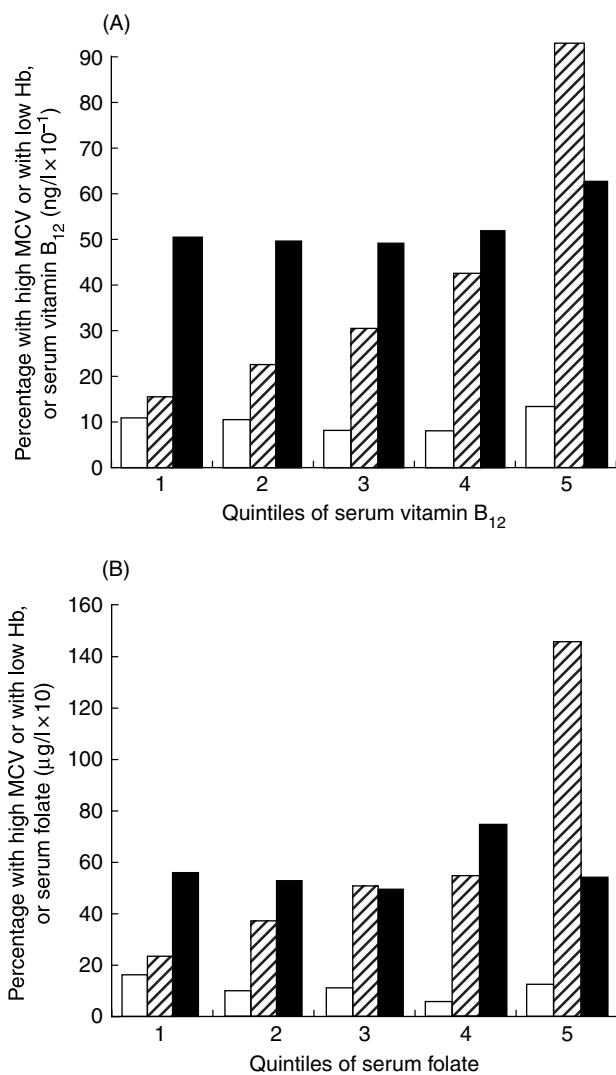 (A)
Percentage with high MCV or with low Hb,
or serum vitamin B₁₂ (ng/l × 10⁻¹)
90
80
70
60
50
40
30
20
10
0
1 2 3 4 5
Quintiles of serum vitamin B₁₂
(B)
Percentage with high MCV or with low Hb,
or serum folate (μg/l × 10)
160
140
120
100
80
60
40
20
0
1 2 3 4 5
Quintiles of serum folate